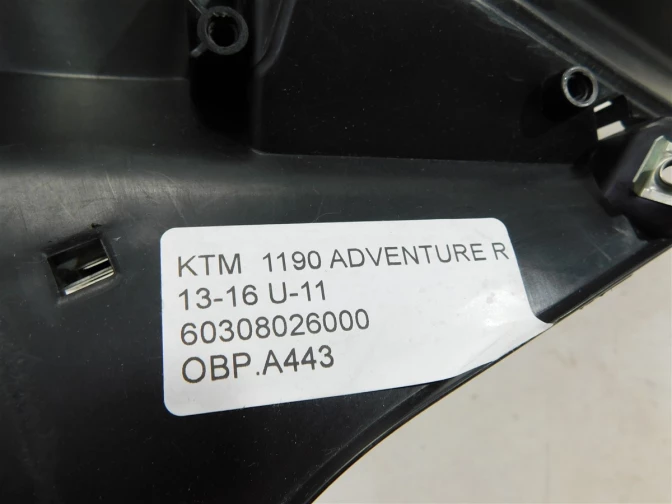 KTM 1190 ADVENTURE R
13-16 U-11
60308026000
OBP.A443